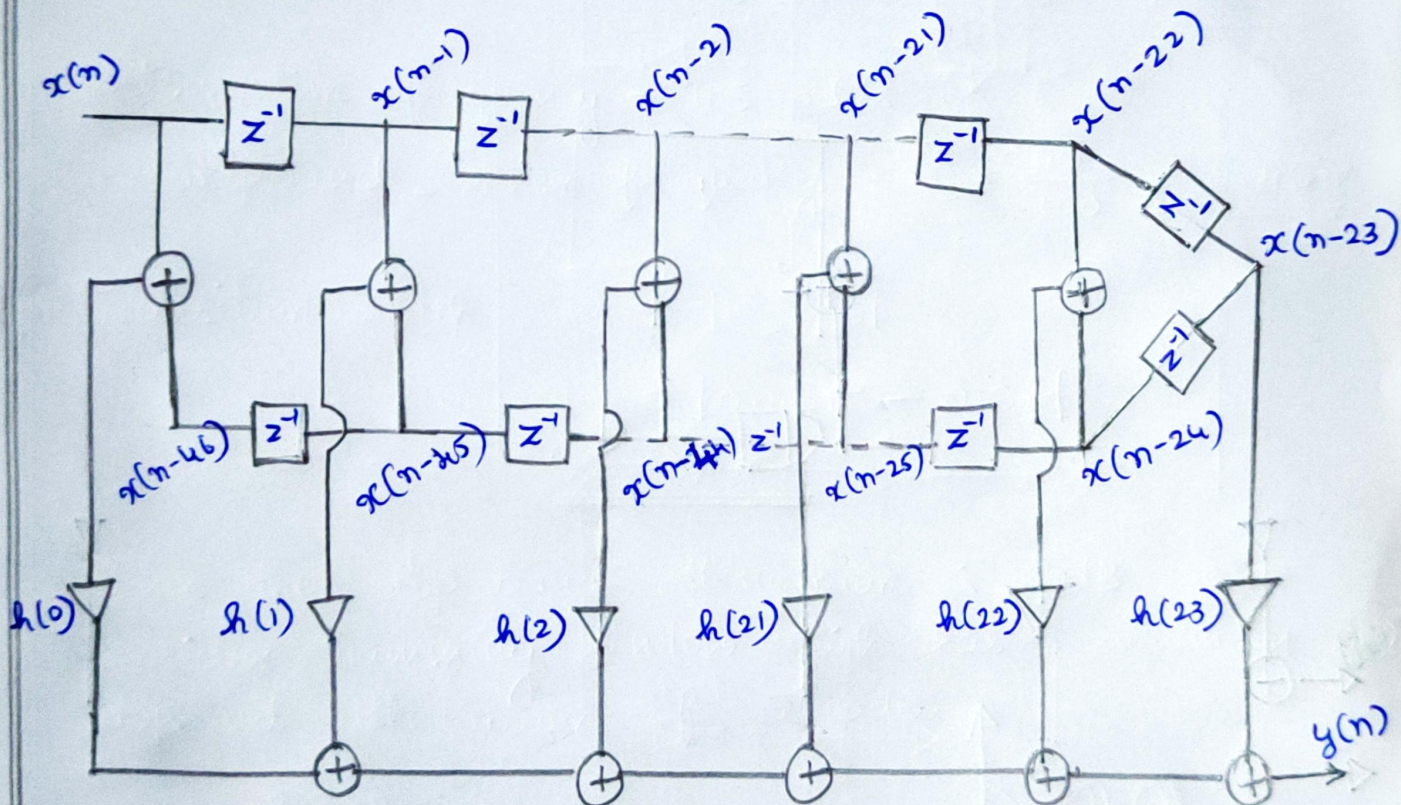 x(n)
x(n-1)
x(n-2)
x(n-21)
x(n-22)
z⁻¹
z⁻¹
z⁻¹
z⁻¹
x(n-23)
+
+
+
+
+
z⁻¹
z⁻¹
z⁻¹
z⁻¹
z⁻¹
x(n-46)
x(n-45)
x(n-44)
x(n-25)
x(n-24)
h(0)
h(1)
h(2)
h(21)
h(22)
h(23)
y(n)
+
+
+
+
+